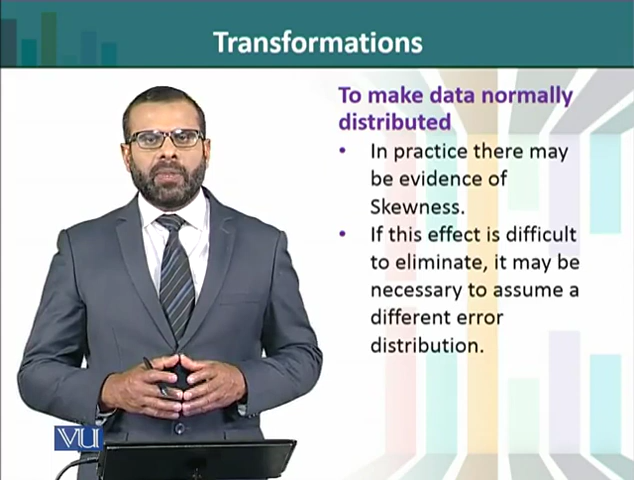 Transformations
To make data normally
distributed
• In practice there may
be evidence of
Skewness.
• If this effect is difficult
to eliminate, it may be
necessary to assume a
different error
distribution.
VU